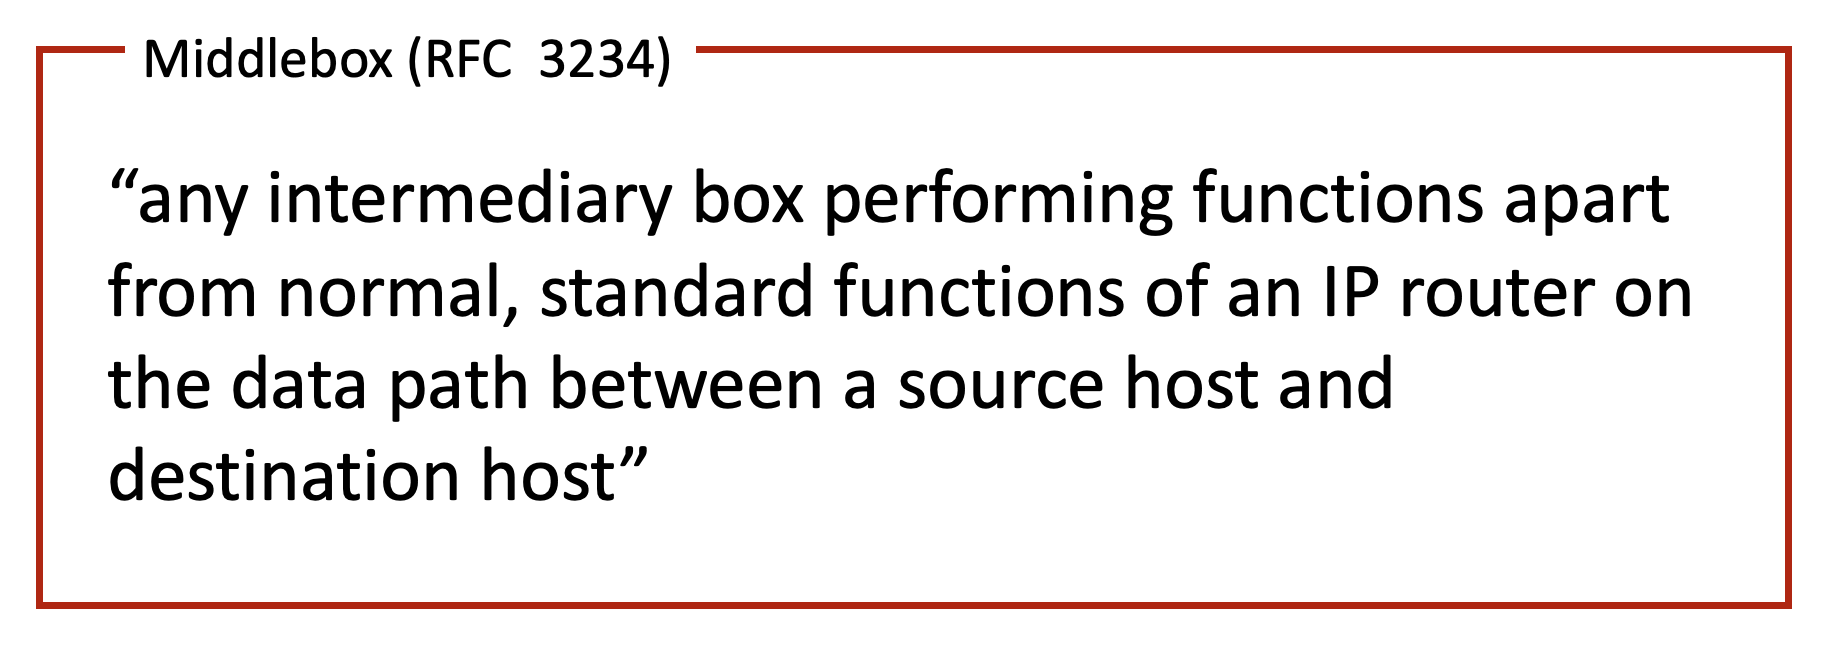 Middlebox (RFC  3234)
“any intermediary box performing functions apart
from normal, standard functions of an IP router on
the data path between a source host and
destination host”